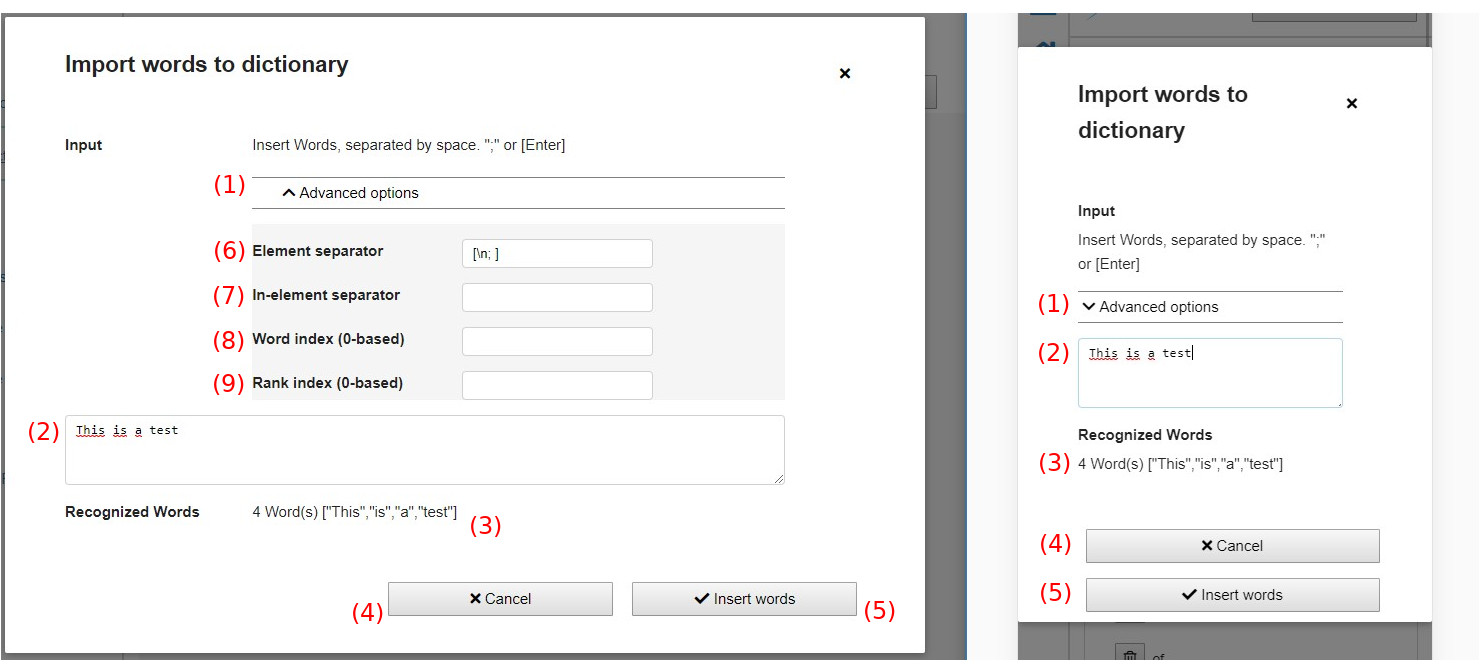 Import words to dictionary
Input
Insert Words, separated by space. ";" or [Enter]
(1)
Advanced options
(6) Element separator
[\n; ]
(7) In-element separator
(8) Word index (0-based)
(9) Rank index (0-based)
(2) This is a test
Recognized Words
4 Word(s) ["This","is","a","test"]
(3)
(4) Cancel
Insert words (5)
Import words to
dictionary
Input
Insert Words, separated by space. ";"
or [Enter]
(1) Advanced options
(2) This is a test
Recognized Words
(3) 4 Word(s) ["This","is","a","test"]
(4) Cancel
(5) Insert words
of